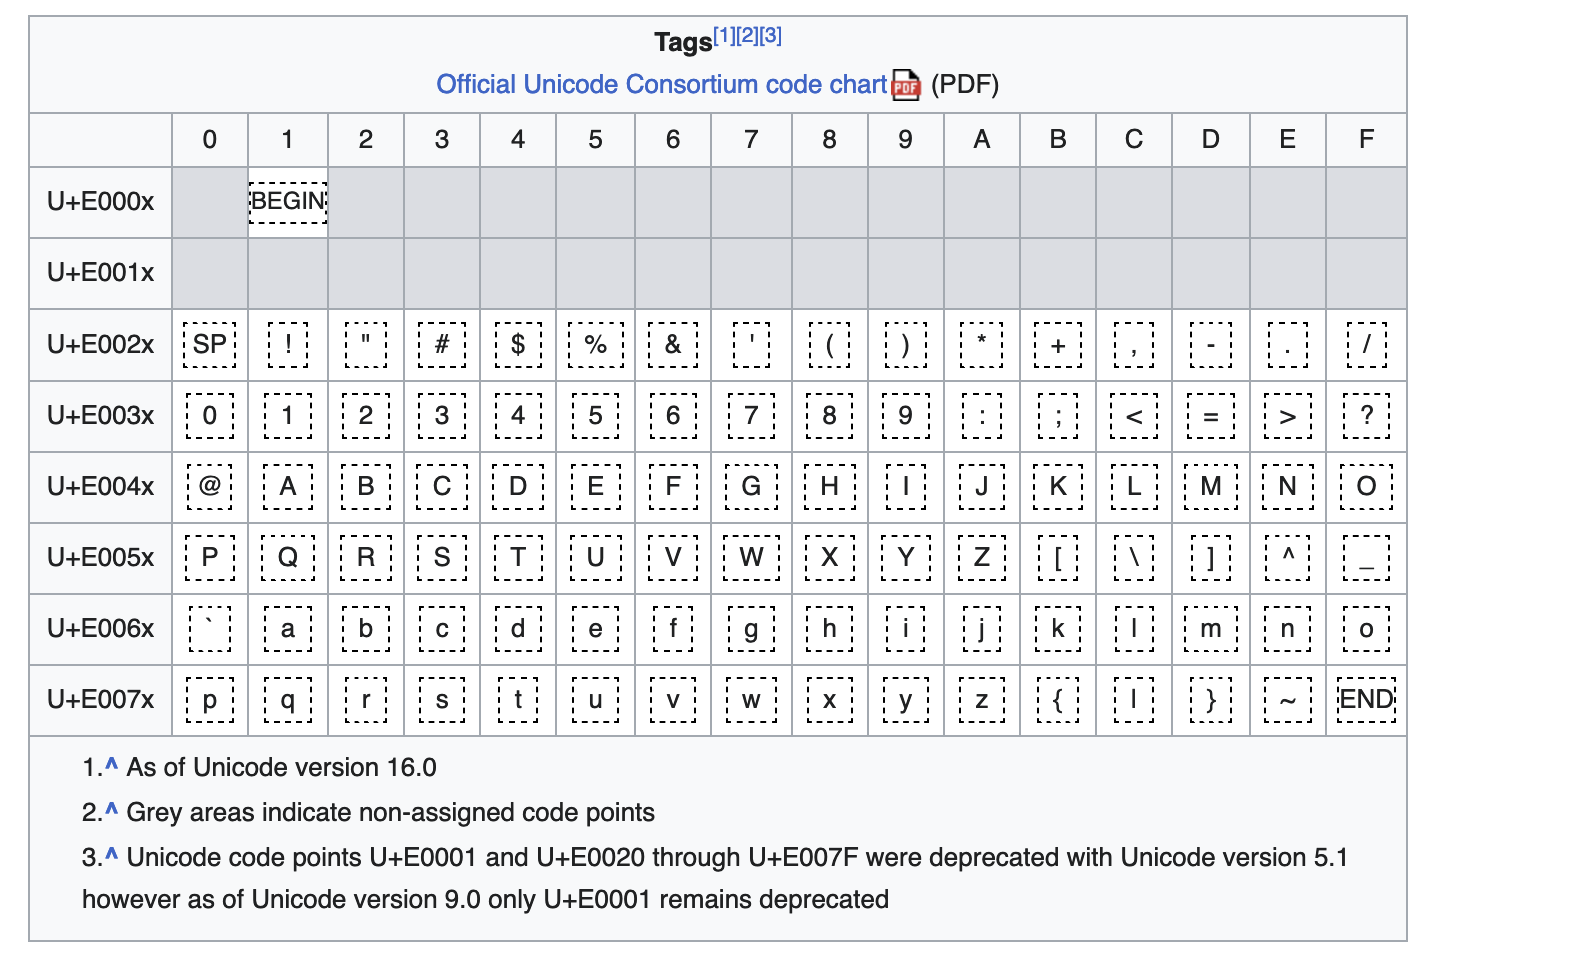 Tags[1][2][3]
Official Unicode Consortium code chart PDF (PDF)
0 1 2 3 4 5 6 7 8 9 A B C D E F
U+E000x BEGIN
U+E001x
U+E002x SP ! " # $ % & ' ( ) * + , - . /
U+E003x 0 1 2 3 4 5 6 7 8 9 : ; < = > ?
U+E004x @ A B C D E F G H I J K L M N O
U+E005x P Q R S T U V W X Y Z [ \ ] ^ _
U+E006x ` a b c d e f g h i j k l m n o
U+E007x p q r s t u v w x y z { | } ~ END
1.^ As of Unicode version 16.0
2.^ Grey areas indicate non-assigned code points
3.^ Unicode code points U+E0001 and U+E0020 through U+E007F were deprecated with Unicode version 5.1
however as of Unicode version 9.0 only U+E0001 remains deprecated